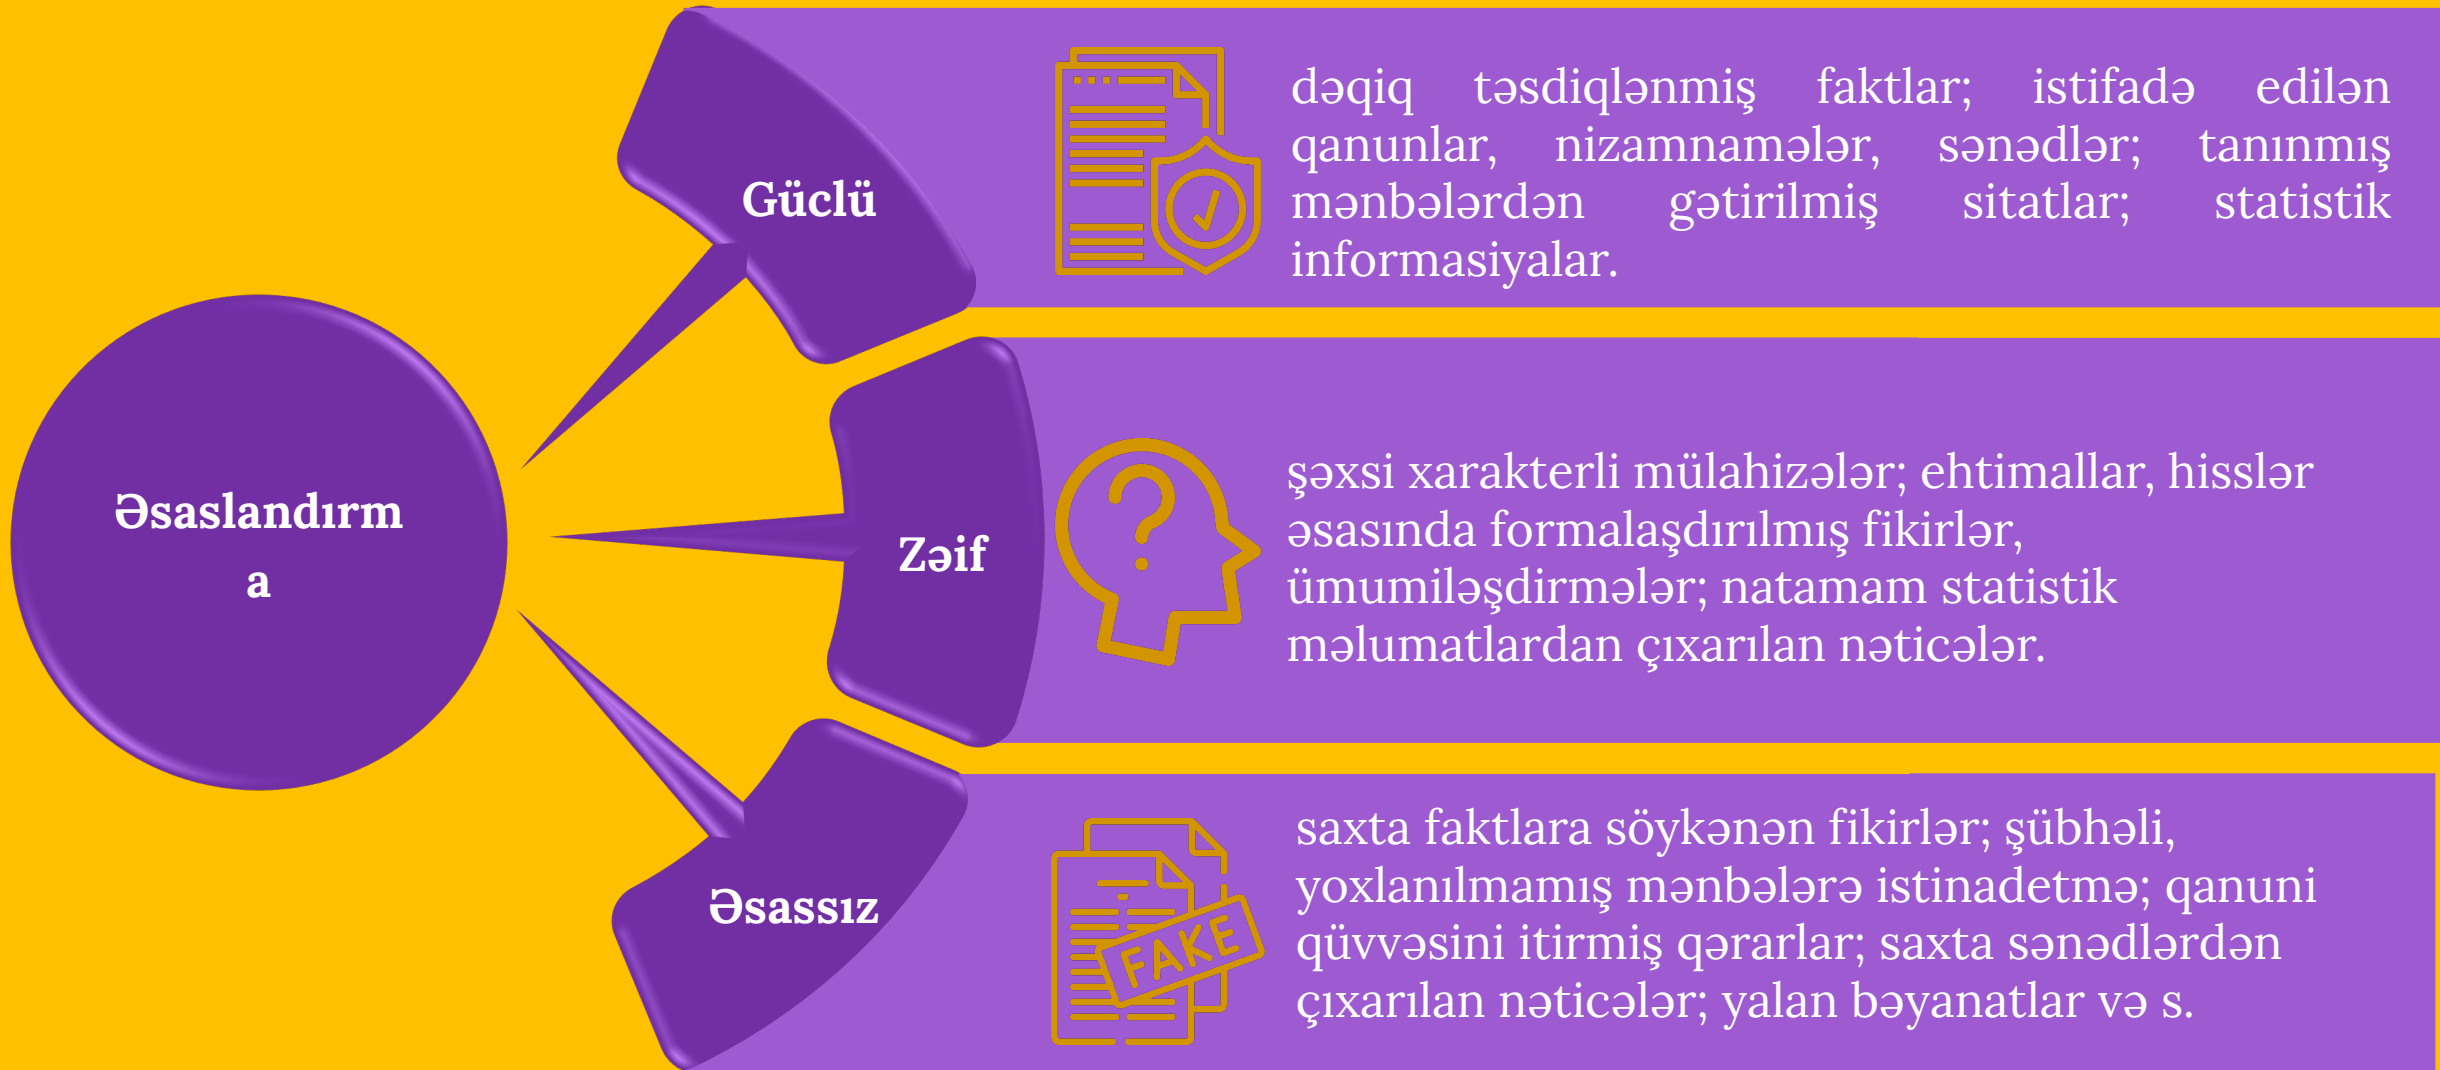 Əsaslandırm
a
Güclü
dəqiq təsdiqlənmiş faktlar; istifadə edilən
qanunlar, nizamnamələr, sənədlər; tanınmış
mənbələrdən gətirilmiş sitatlar; statistik
informasiyalar.
Zəif
şəxsi xarakterli mülahizələr; ehtimallar, hisslər
əsasında formalaşdırılmış fikirlər,
ümumiləşdirmələr; natamam statistik
məlumatlardan çıxarılan nəticələr.
Əsassız
FAKE
saxta faktlara söykənən fikirlər; şübhəli,
yoxlanılmamış mənbələrə istinadetmə; qanuni
qüvvəsini itirmiş qərarlar; saxta sənədlərdən
çıxarılan nəticələr; yalan bəyanatlar və s.